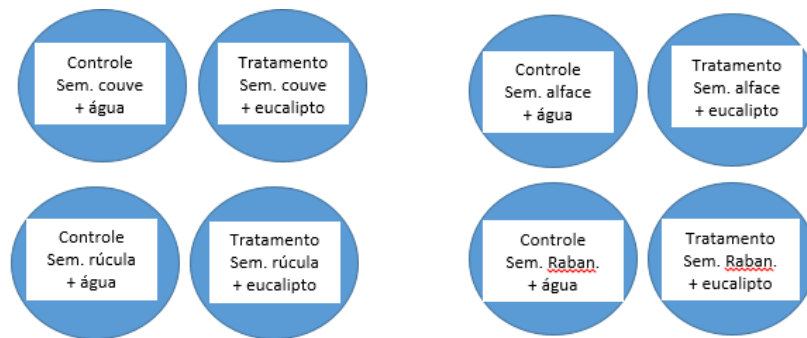 Controle
Sem. couve
+ água
Tratamento
Sem. couve
+ eucalipto
Controle
Sem. alface
+ água
Tratamento
Sem. alface
+ eucalipto
Controle
Sem. rúcula
+ água
Tratamento
Sem. rúcula
+ eucalipto
Controle
Sem. Raban.
+ água
Tratamento
Sem. Raban.
+ eucalipto